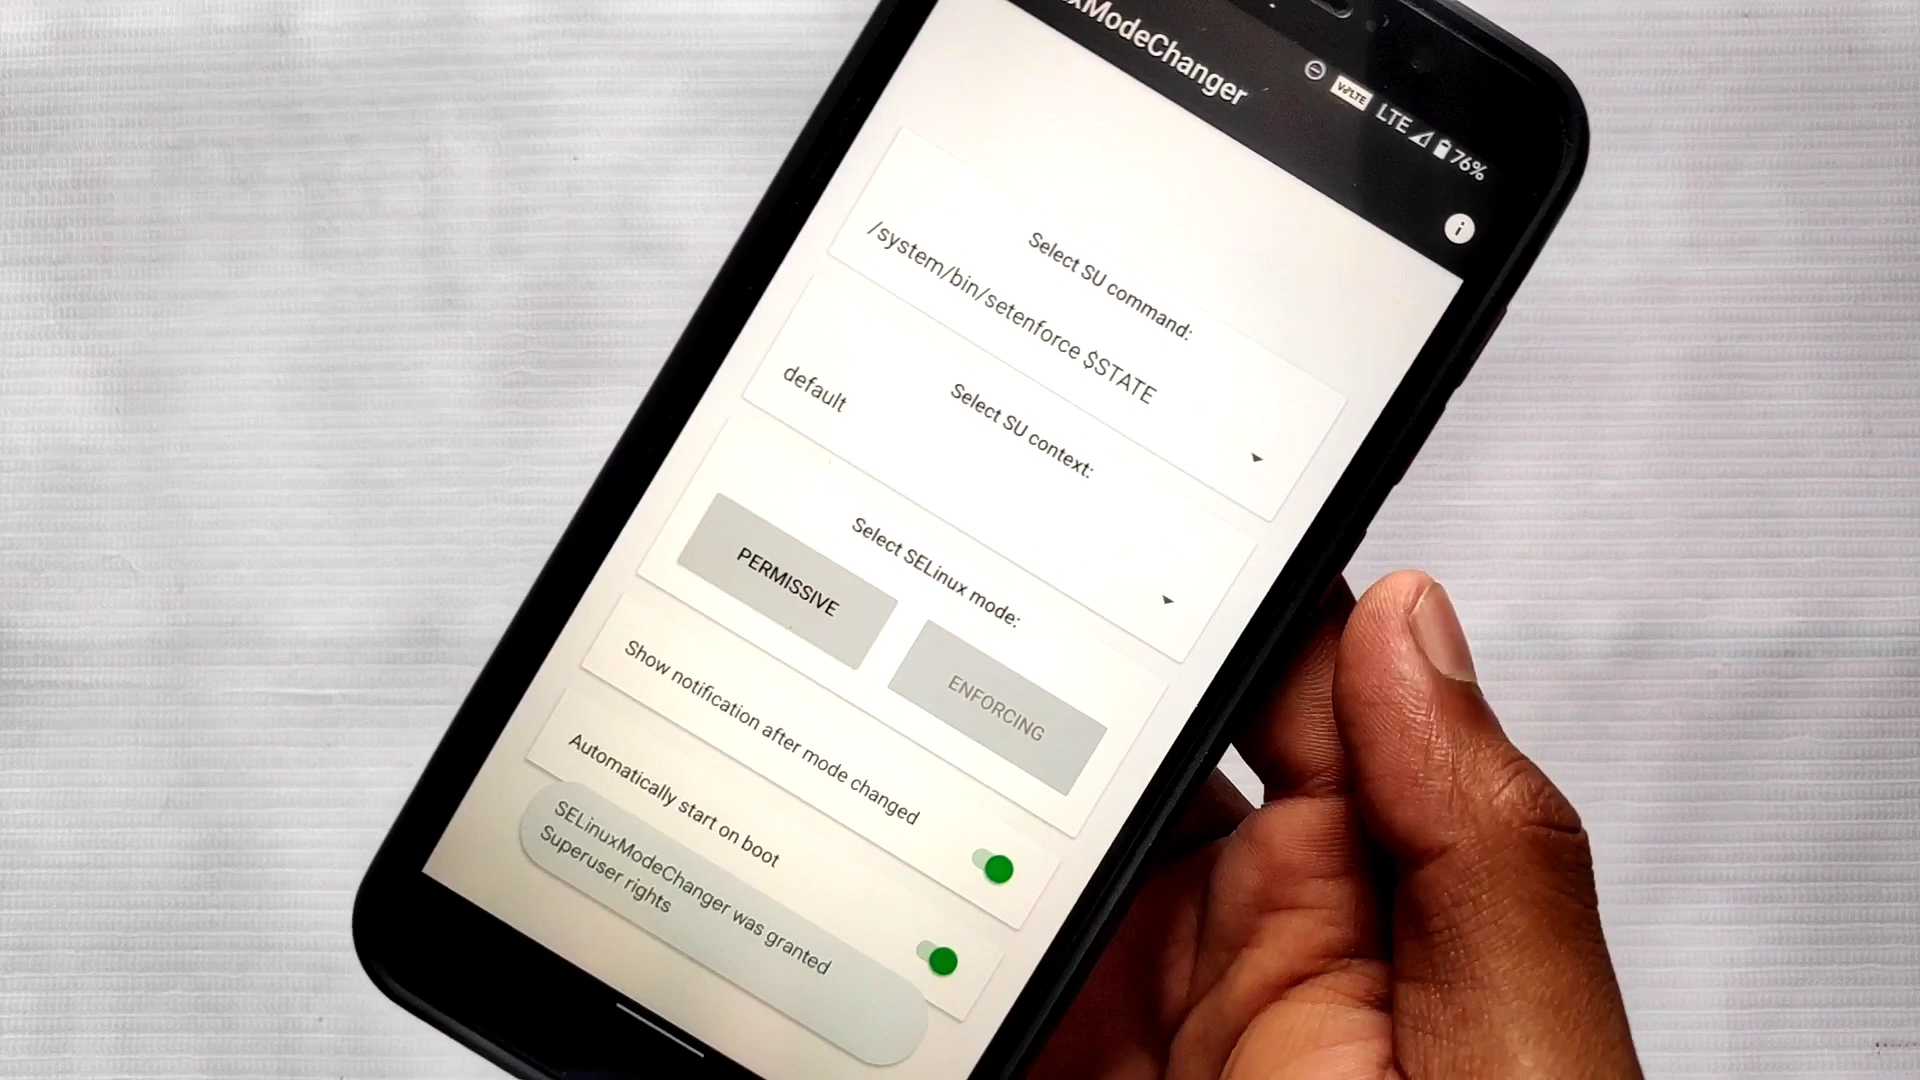 VoLTE LTE 76%
xModeChanger
Select SU command:
/system/bin/setenforce $STATE
Select SU context:
default
Select SELinux mode:
PERMISSIVE
ENFORCING
Show notification after mode changed
Automatically start on boot
SELinuxModeChanger was granted
Superuser rights